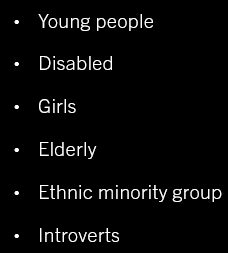 • Young people
• Disabled
• Girls
• Elderly
• Ethnic minority group
• Introverts